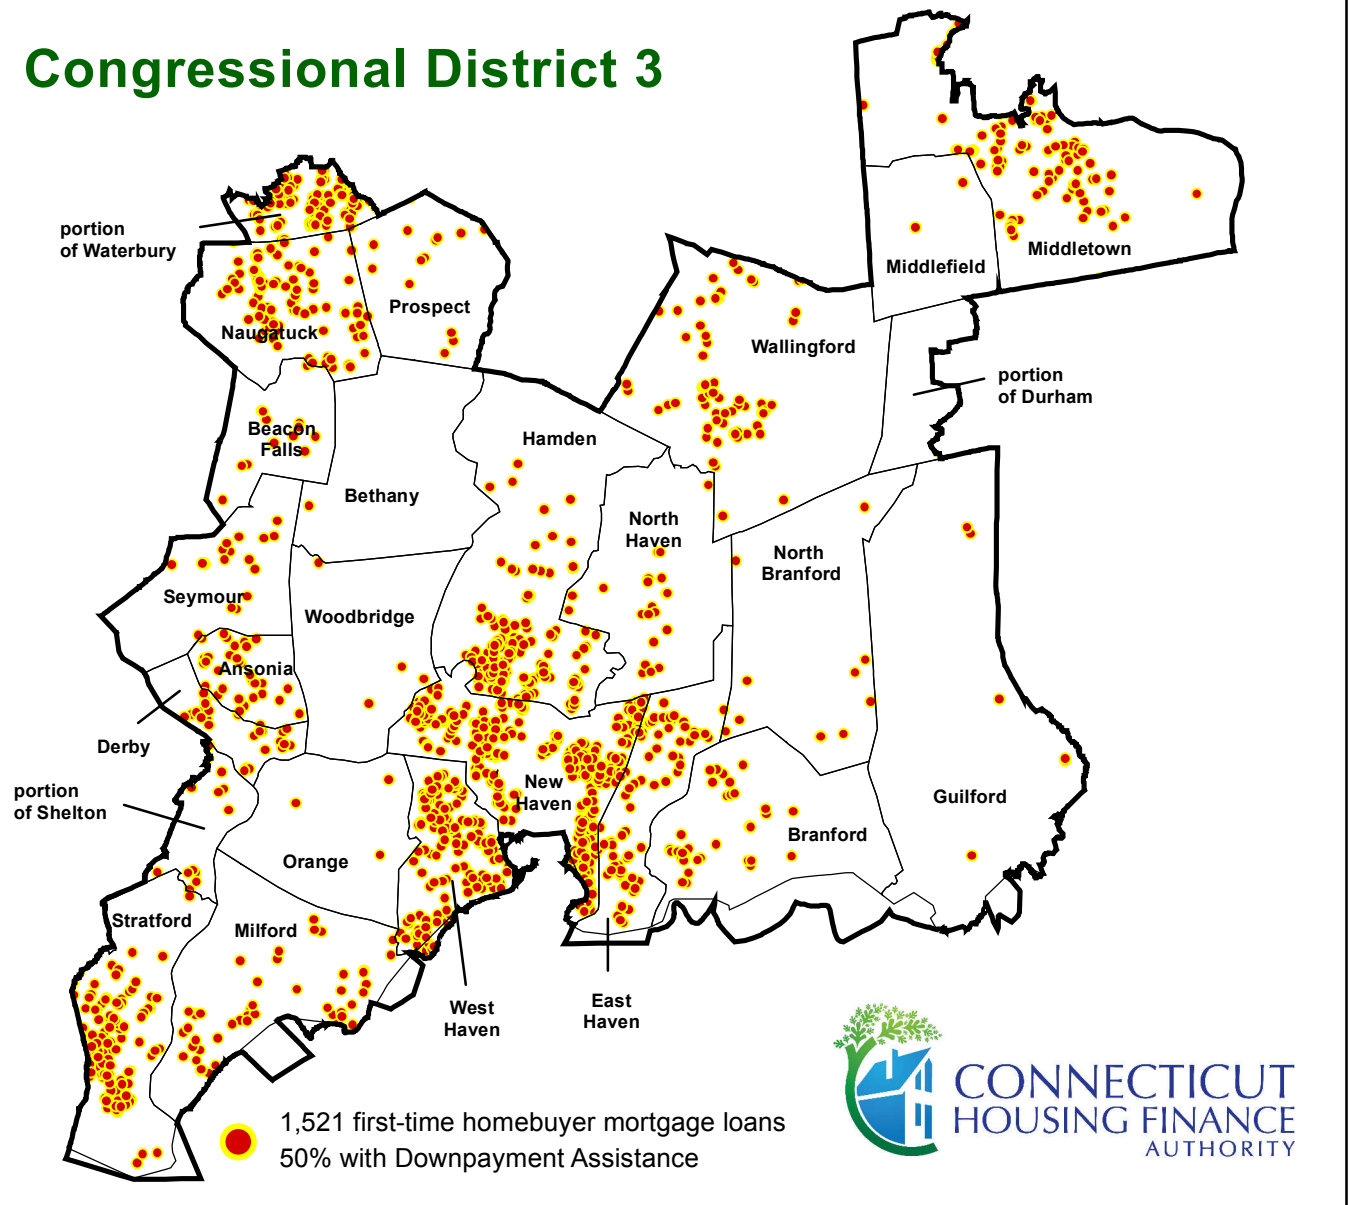 Congressional District 3
portion
of Waterbury
Middletown
Middlefield
Prospect
Naugatuck
Wallingford
portion
of Durham
Beacon
Falls
Hamden
Bethany
North
Haven
North
Branford
Seymour
Woodbridge
Ansonia
Derby
portion
of Shelton
New
Haven
Guilford
Branford
Orange
Stratford
Milford
West
Haven
East
Haven
CONNECTICUT
HOUSING FINANCE
AUTHORITY
1,521 first-time homebuyer mortgage loans
50% with Downpayment Assistance